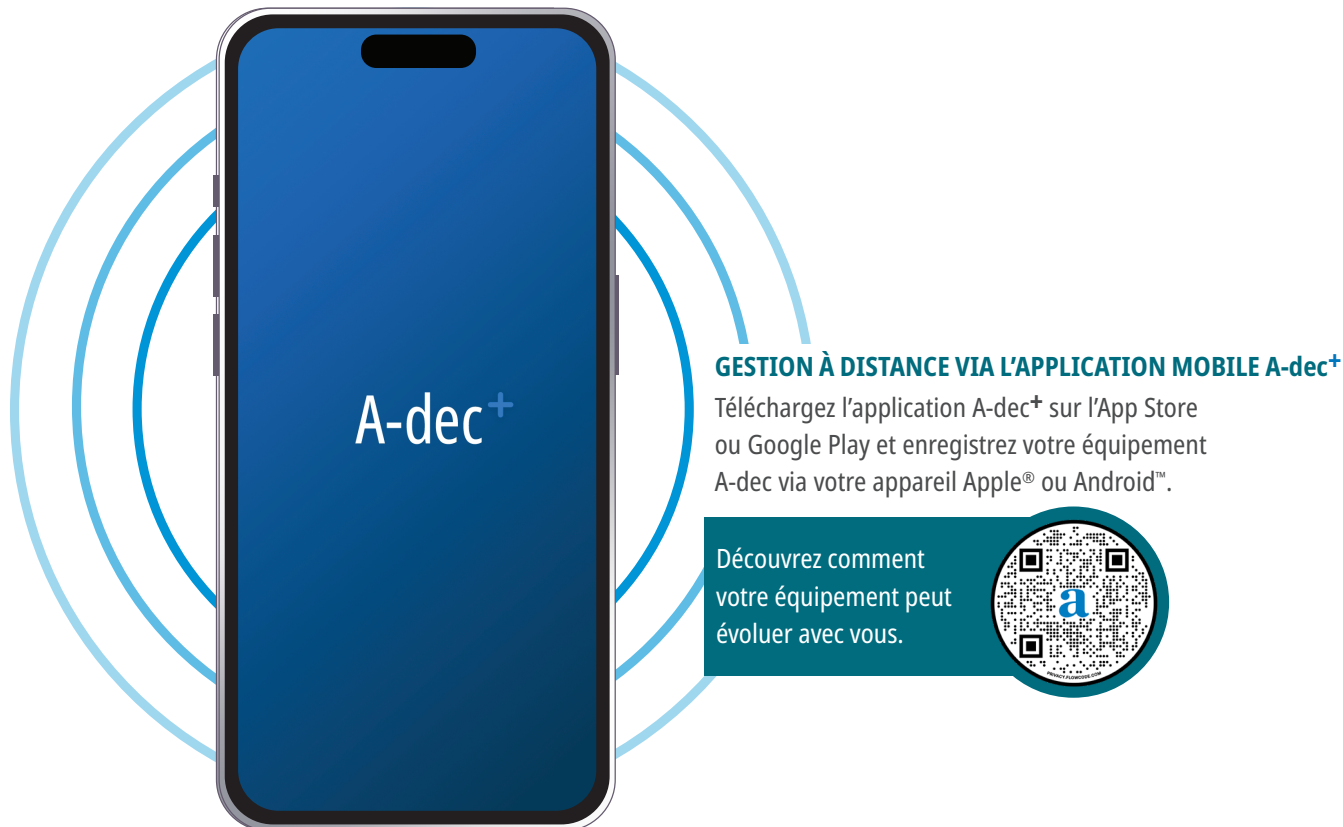 A-dec+
GESTION À DISTANCE VIA L’APPLICATION MOBILE A-dec+
Téléchargez l’application A-dec+ sur l’App Store
ou Google Play et enregistrez votre équipement
A-dec via votre appareil Apple® ou Android™.
Découvrez comment
votre équipement peut
évoluer avec vous.
a
PRIVACY.FLOWCODE.COM